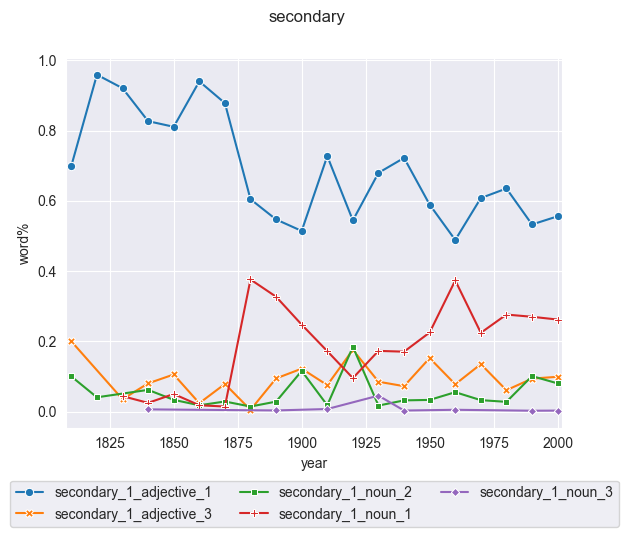 secondary
1.0
0.8
0.6
0.4
0.2
0.0
word%
1825 1850 1875 1900 1925 1950 1975 2000
year
secondary_1_adjective_1 secondary_1_noun_2 secondary_1_noun_3
secondary_1_adjective_3 secondary_1_noun_1